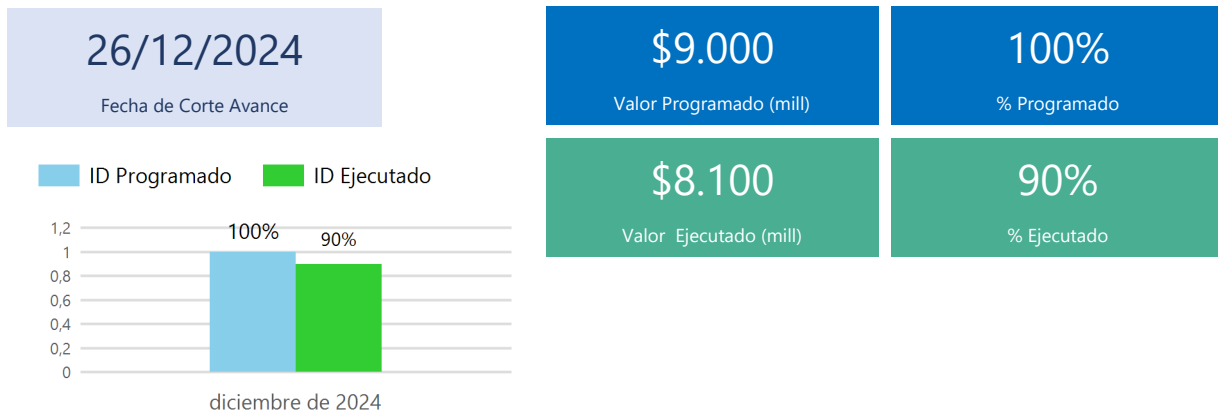 26/12/2024
Fecha de Corte Avance
$9.000
Valor Programado (mill)
100%
% Programado
$8.100
Valor  Ejecutado (mill)
90%
% Ejecutado
ID Programado
ID Ejecutado
1,2
1
0,8
0,6
0,4
0,2
0
100%
90%
diciembre de 2024